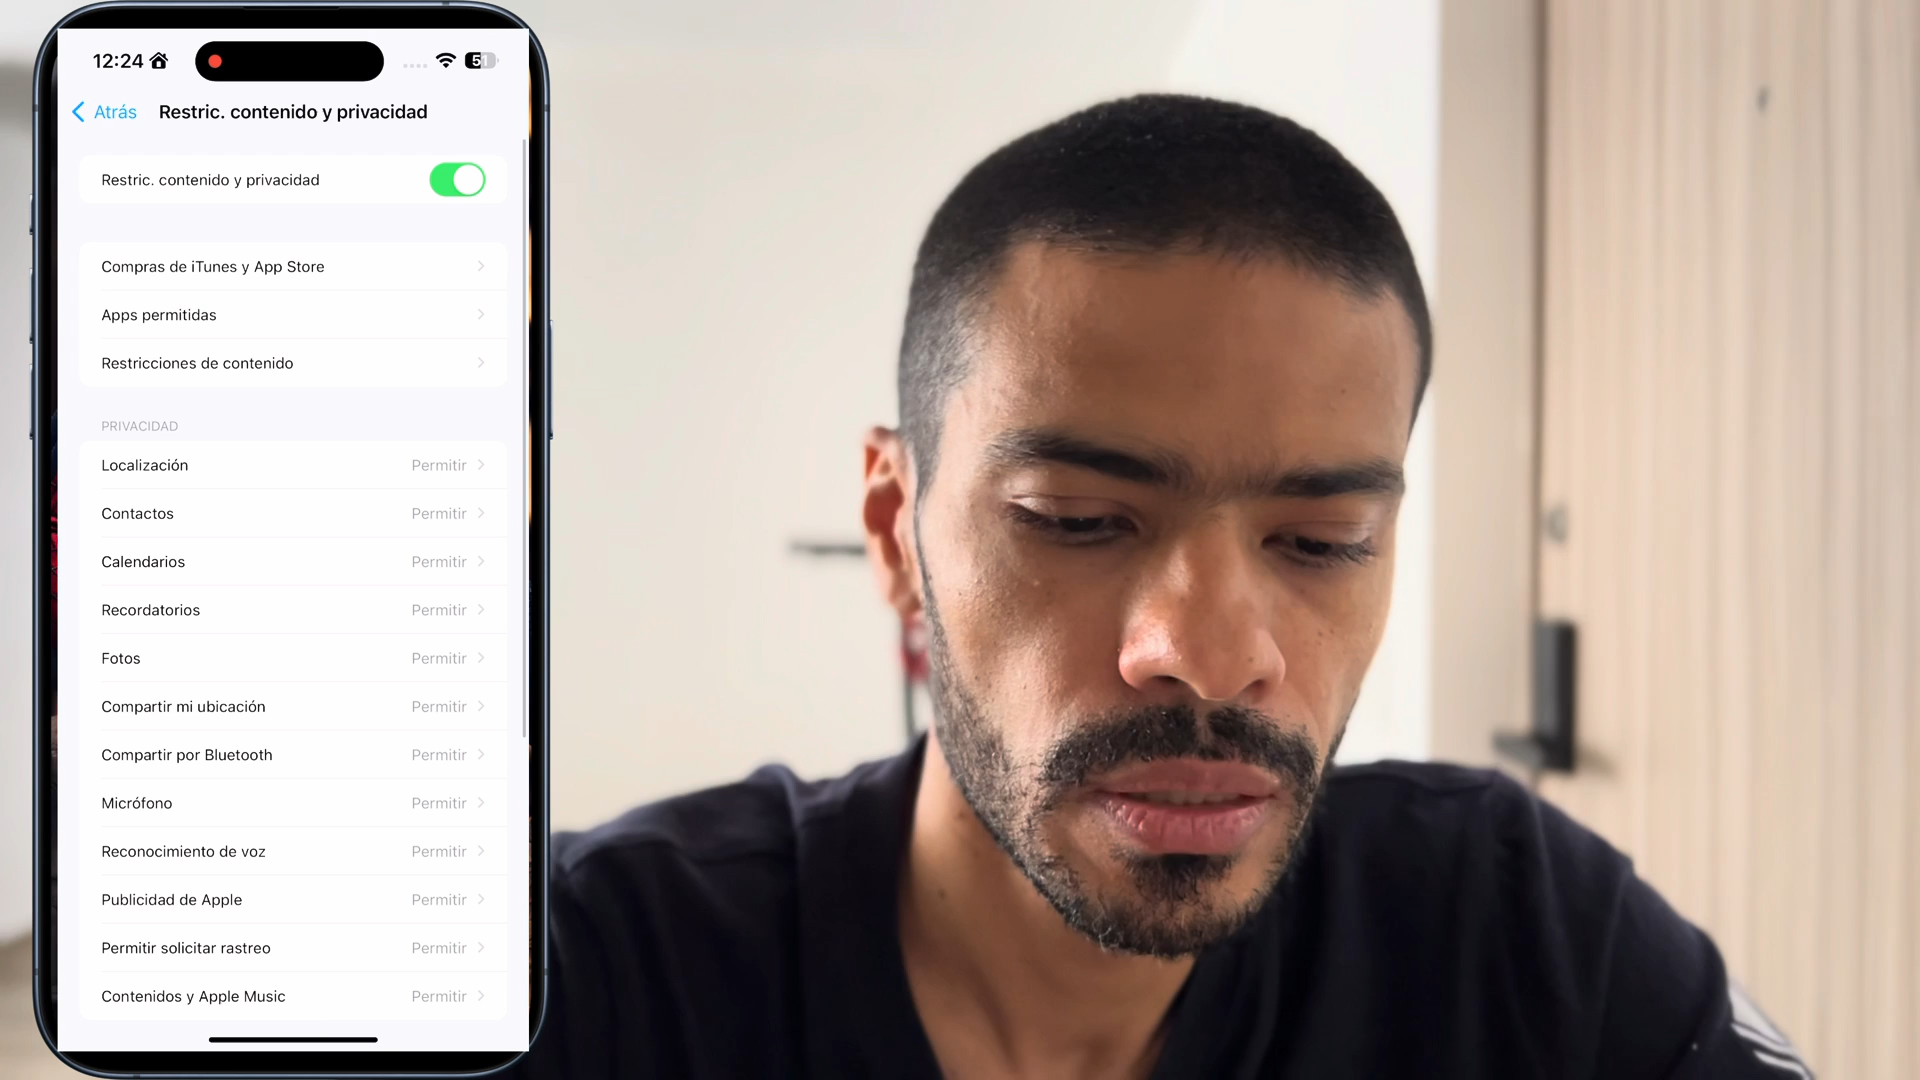 12:24
51
Atrás Restric. contenido y privacidad
Restric. contenido y privacidad
Compras de iTunes y App Store
Apps permitidas
Restricciones de contenido
PRIVACIDAD
Localización Permitir
Contactos Permitir
Calendarios Permitir
Recordatorios Permitir
Fotos Permitir
Compartir mi ubicación Permitir
Compartir por Bluetooth Permitir
Micrófono Permitir
Reconocimiento de voz Permitir
Publicidad de Apple Permitir
Permitir solicitar rastreo Permitir
Contenidos y Apple Music Permitir